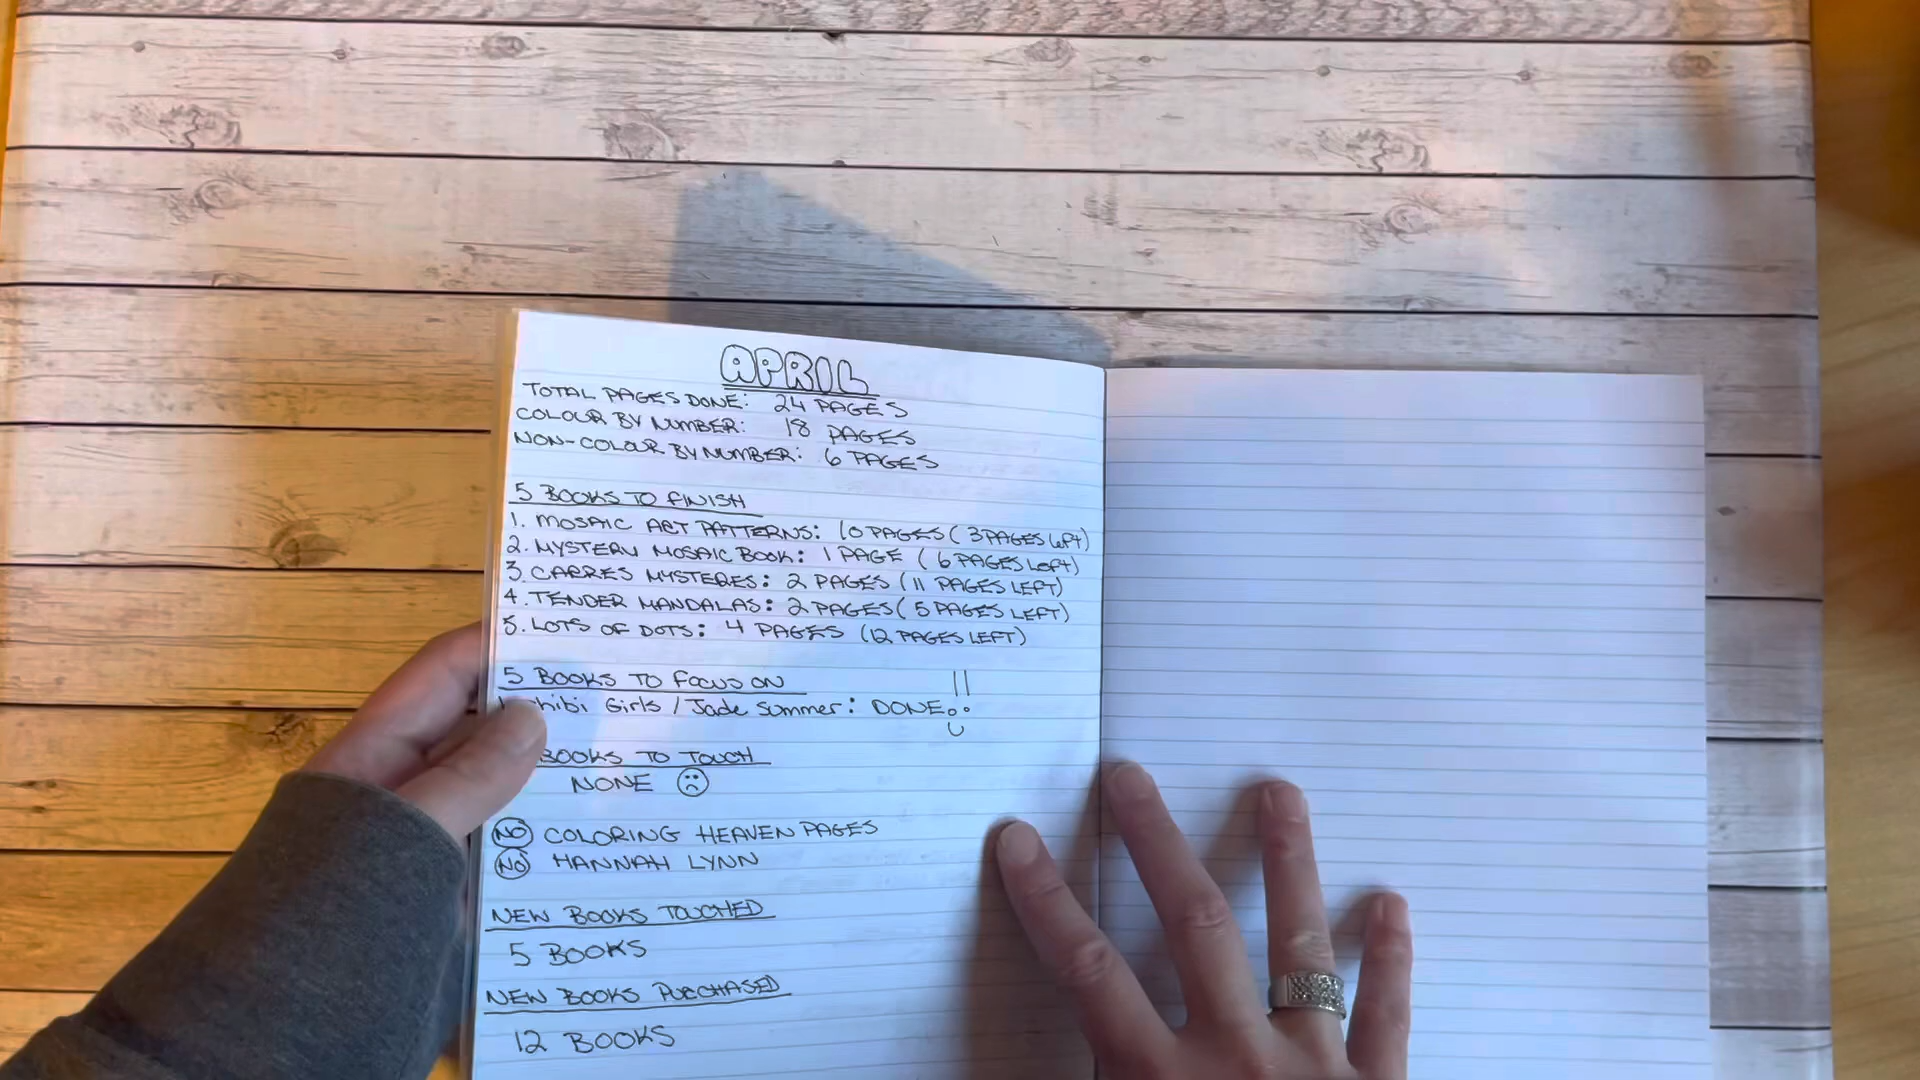 APRIL
TOTAL PAGES DONE: 24 PAGES
COLOUR BY NUMBER: 18 PAGES
NON-COLOUR BY NUMBER: 6 PAGES
5 BOOKS TO FINISH
1. MOSAIC ART PATTERNS: 10 PAGES (3 PAGES Left)
2. MYSTERY MOSAIC BOOK: 1 PAGE (6 PAGES Left)
3. CARRES MYSTERES: 2 PAGES (11 PAGES LEFT)
4. TENDER MANDALAS: 2 PAGES (5 PAGES LEFT)
5. LOTS OF DOTS: 4 PAGES (12 PAGES LEFT)
5 BOOKS TO FOCUS ON
Girls / Jade Summer: DONE!!
BOOKS TO TOUCH
NONE
NO COLORING HEAVEN PAGES
NO HANNAH LYNN
NEW BOOKS TOUCHED
5 BOOKS
NEW BOOKS PURCHASED
12 BOOKS